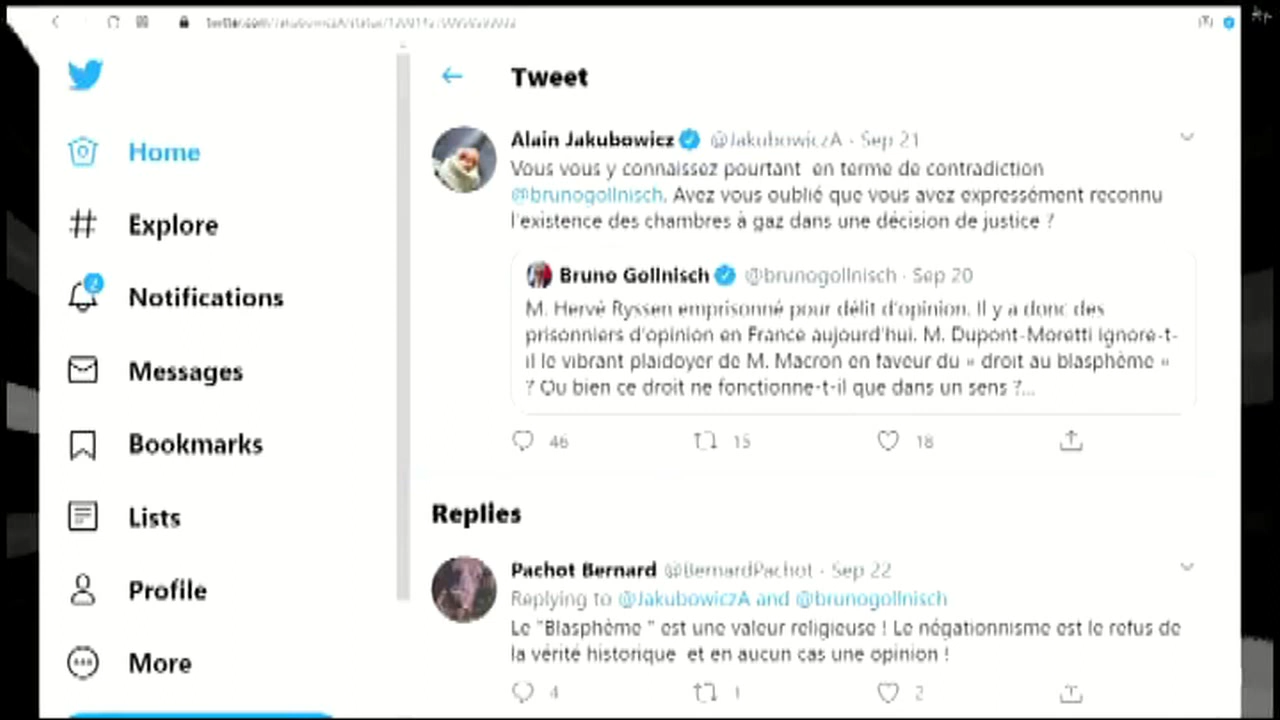 Tweet
Home
Explore
Notifications
2
Messages
Bookmarks
Lists
Profile
More
Alain Jakubowicz @JakubowiczA · Sep 21
Vous vous y connaissez pourtant en terme de contradiction
@brunogollnisch. Avez vous oublié que vous avez expressément reconnu
l'existence des chambres à gaz dans une décision de justice ?
Bruno Gollnisch @brunogollnisch · Sep 20
M. Hervé Ryssen emprisonné pour délit d'opinion. Il y a donc des
prisonniers d'opinion en France aujourd'hui. M. Dupont-Moretti ignore-t-
il le vibrant plaidoyer de M. Macron en faveur du « droit au blasphème «
? Ou bien ce droit ne fonctionne-t-il que dans un sens ?...
46 15 18
Replies
Pachot Bernard @BernardPachot · Sep 22
Replying to @JakubowiczA and @brunogollnisch
Le "Blasphème " est une valeur religieuse ! Le négationnisme est le refus de
la vérité historique et en aucun cas une opinion !
4 1 2